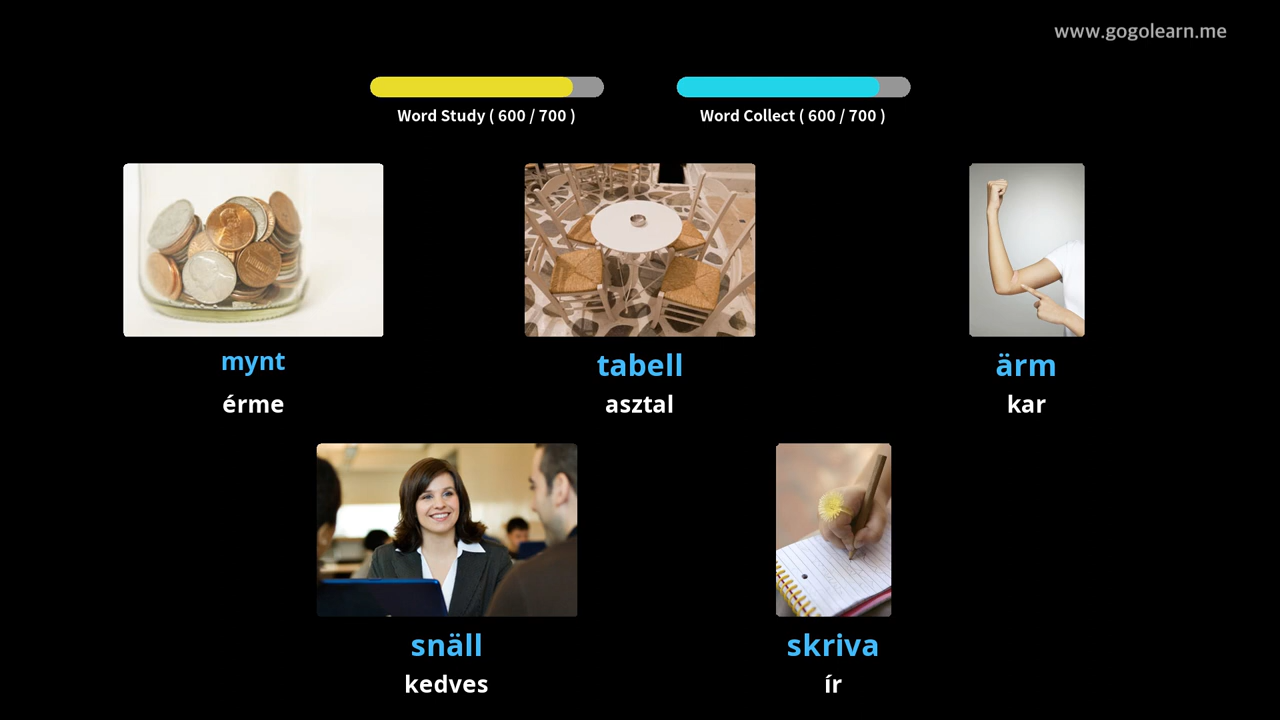 www.gogolearn.me
Word Study ( 600 / 700 )
Word Collect ( 600 / 700 )
mynt
érme
tabell
asztal
ärm
kar
snäll
kedves
skriva
ír